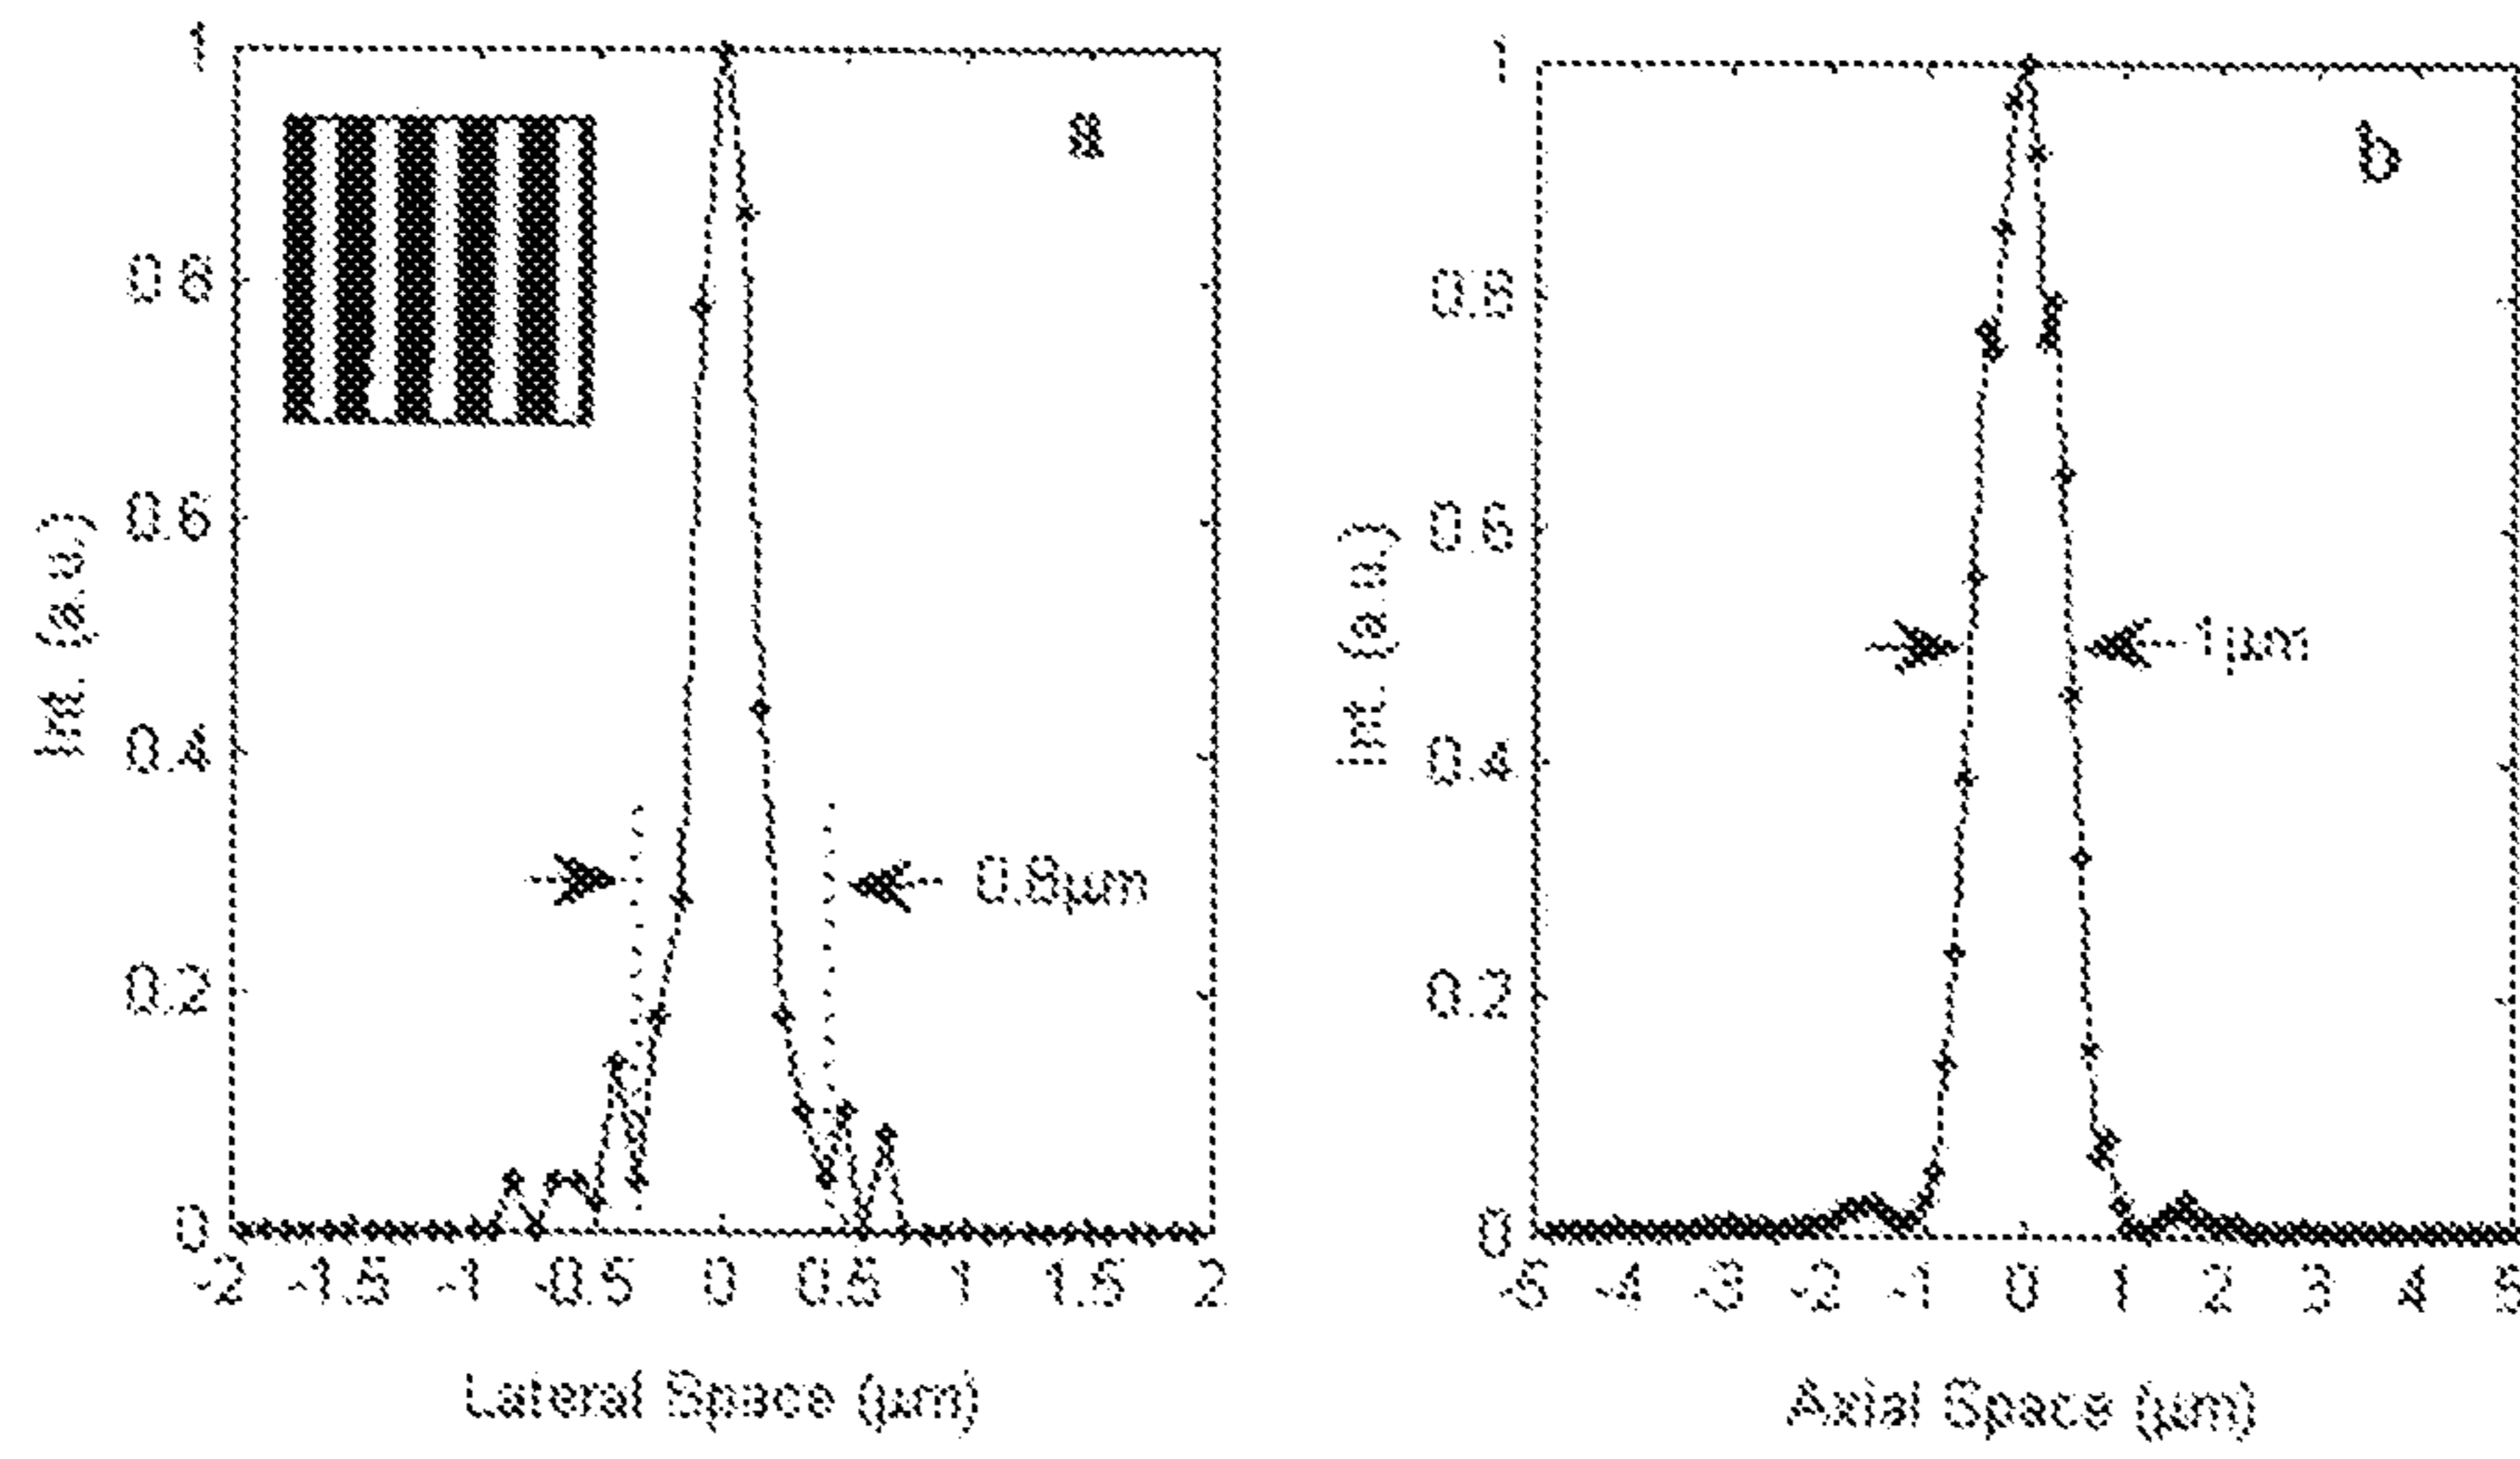 1
0.8
0.6
0.4
0.2
0
-2 -1.5 -1 -0.5 0 0.5 1 1.5 2
Int. (a.u.)
Lateral Space (µm)
a
0.8µm
1
0.8
0.6
0.4
0.2
0
-5 -4 -3 -2 -1 0 1 2 3 4 5
Int. (a.u.)
Axial Space (µm)
b
1µm